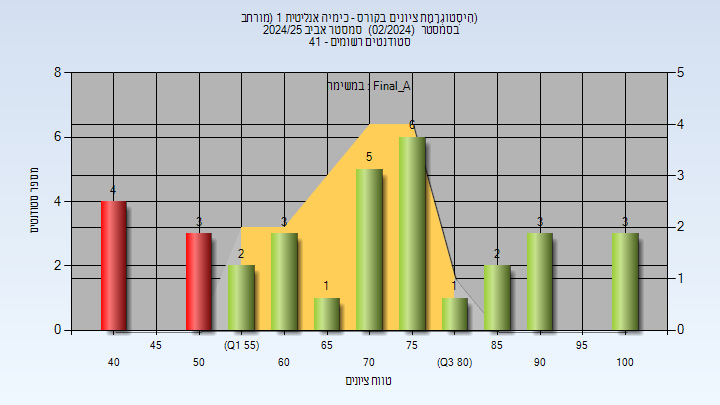 (היסטוגרמת ציונים בקורס - כימיה אנליטית 1 (מורחב
בסמסטר (02/2024) סמסטר אביב 2024/25
סטודנטים רשומים - 41
במשימה : Final_A
8 5
6 4
4 3
2 2
0 1
0
מספר סטודנטים
4 3 2 3 1 5 6 1 2 3 3
45 (Q1 55) 65 75 85 95
40 50 60 70 (Q3 80) 90 100
טווח ציונים